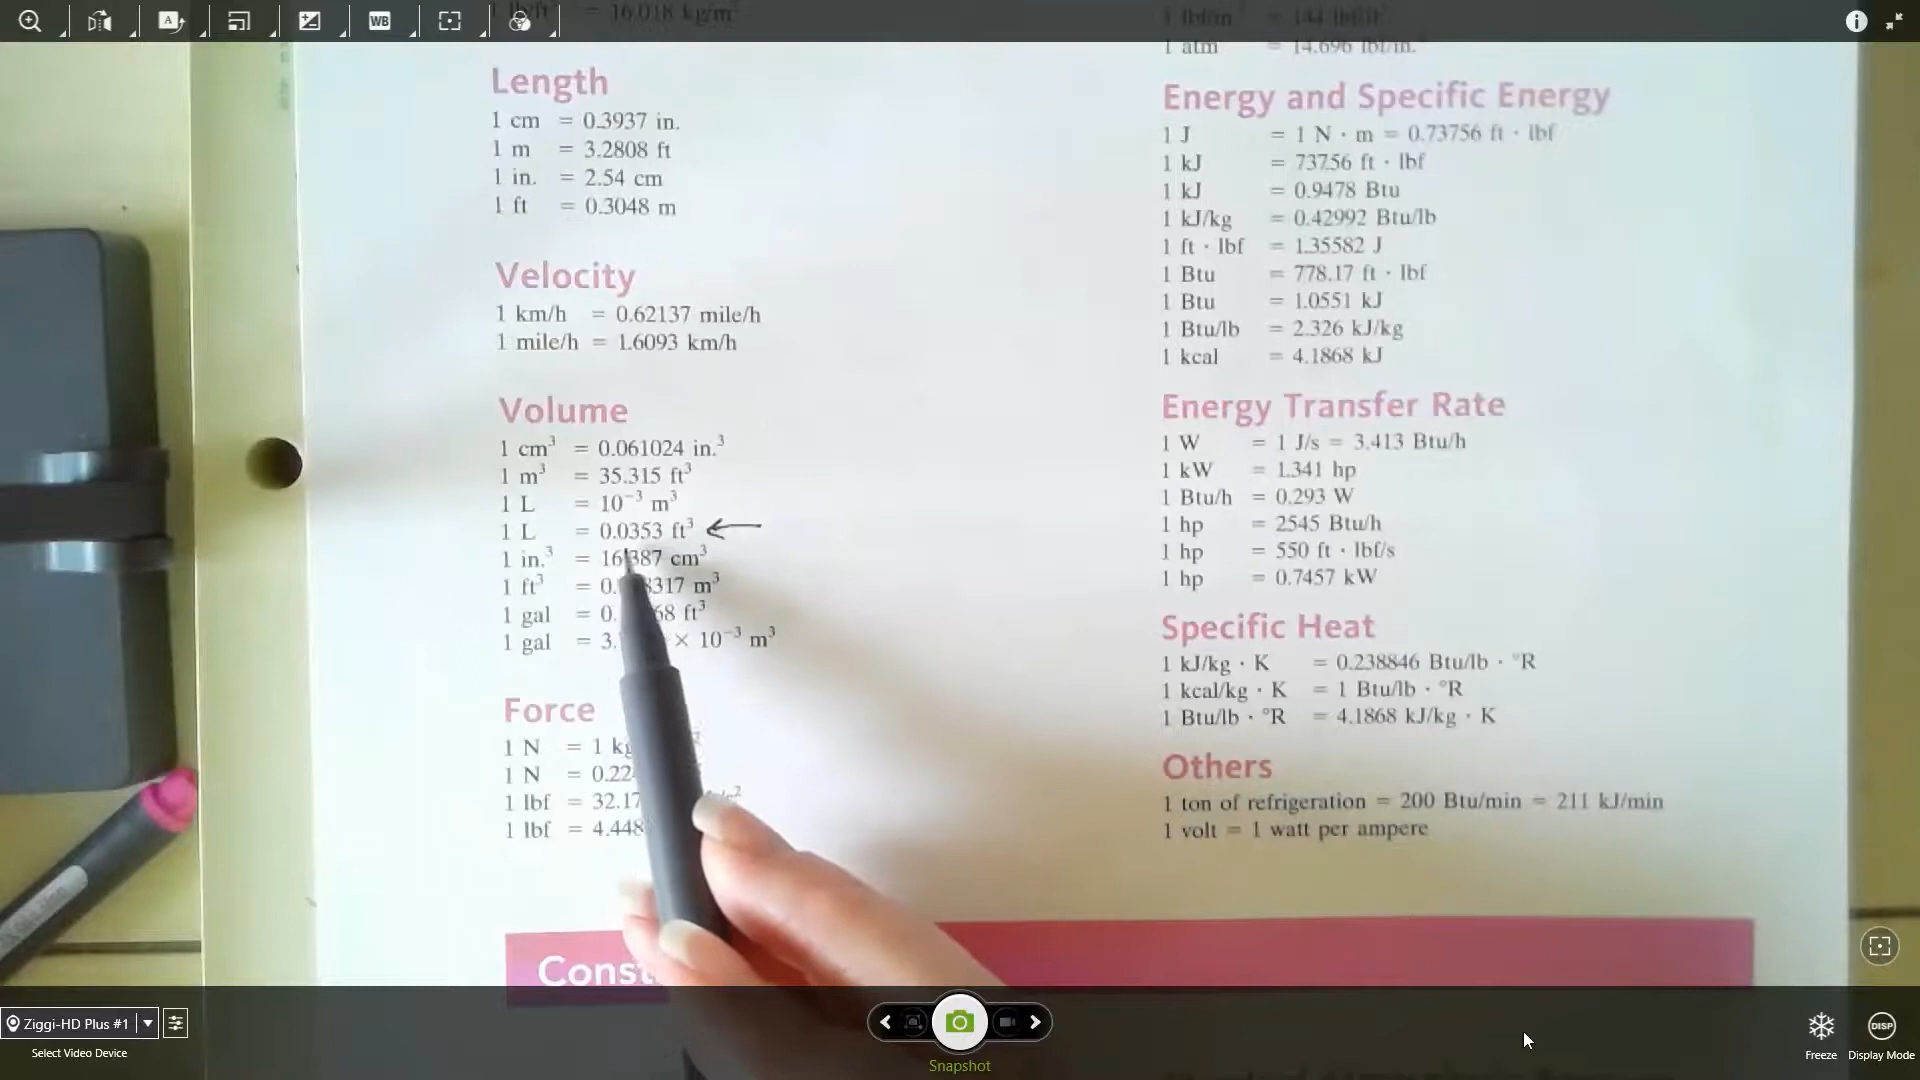 1 lb/ft = 16.018 kg/m³
Length
1 cm = 0.3937 in.
1 m = 3.2808 ft
1 in. = 2.54 cm
1 ft = 0.3048 m
Velocity
1 km/h = 0.62137 mile/h
1 mile/h = 1.6093 km/h
Volume
1 cm³ = 0.061024 in.³
1 m³ = 35.315 ft³
1 L = 10⁻³ m³
1 L = 0.0353 ft³ ←
1 in.³ = 16.387 cm³
1 ft³ = 0. 8317 m³
1 gal = 0. 68 ft³
1 gal = 3. × 10⁻³ m³
Force
1 N = 1
1 N = 0.22
1 lbf = 32.17
1 lbf = 4.448
Const
1 atm = 14.696 lbf/in.
Energy and Specific Energy
1 J = 1 N · m = 0.73756 ft · lbf
1 kJ = 737.56 ft · lbf
1 kJ = 0.9478 Btu
1 kJ/kg = 0.42992 Btu/lb
1 ft · lbf = 1.35582 J
1 Btu = 778.17 ft · lbf
1 Btu = 1.0551 kJ
1 Btu/lb = 2.326 kJ/kg
1 kcal = 4.1868 kJ
Energy Transfer Rate
1 W = 1 J/s = 3.413 Btu/h
1 kW = 1.341 hp
1 Btu/h = 0.293 W
1 hp = 2545 Btu/h
1 hp = 550 ft · lbf/s
1 hp = 0.7457 kW
Specific Heat
1 kJ/kg · K = 0.238846 Btu/lb · °R
1 kcal/kg · K = 1 Btu/lb · °R
1 Btu/lb · °R = 4.1868 kJ/kg · K
Others
1 ton of refrigeration = 200 Btu/min = 211 kJ/min
1 volt = 1 watt per ampere
A
WB
Ziggi-HD Plus #1
Select Video Device
Snapshot
Freeze
DISP
Display Mode